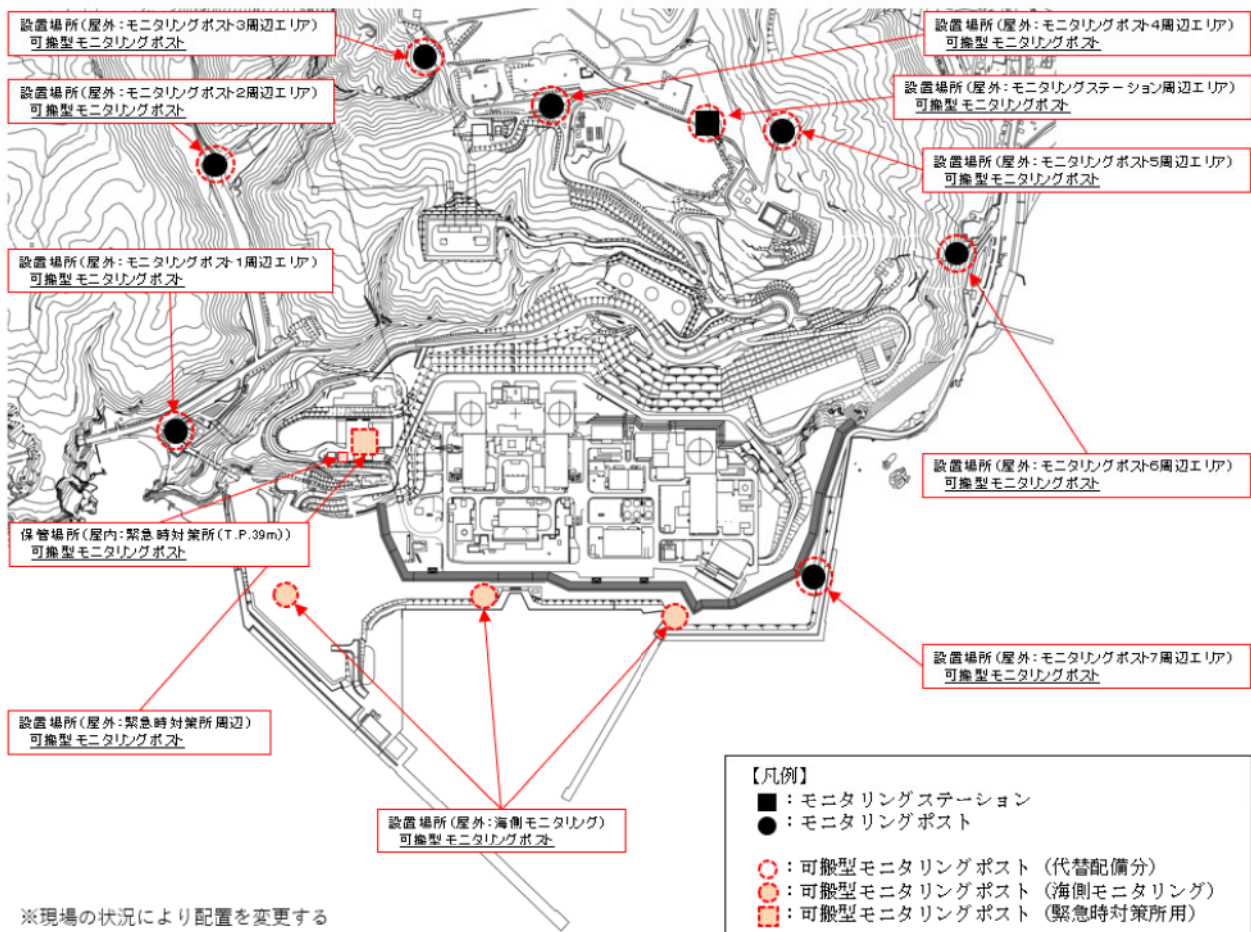 設置場所(屋外:モニタリングポスト3周辺エリア)
可搬型モニタリングポスト
設置場所(屋外:モニタリングポスト2周辺エリア)
可搬型モニタリングポスト
設置場所(屋外:モニタリングポスト1周辺エリア)
可搬型モニタリングポスト
設置場所(屋外:モニタリングポスト4周辺エリア)
可搬型モニタリングポスト
設置場所(屋外:モニタリングステーション周辺エリア)
可搬型モニタリングポスト
設置場所(屋外:モニタリングポスト5周辺エリア)
可搬型モニタリングポスト
設置場所(屋外:モニタリングポスト6周辺エリア)
可搬型モニタリングポスト
保管場所(屋内:緊急時対策所(T.P.39m))
可搬型モニタリングポスト
設置場所(屋外:モニタリングポスト7周辺エリア)
可搬型モニタリングポスト
設置場所(屋外:緊急時対策所周辺)
可搬型モニタリングポスト
設置場所(屋外:海側モニタリング)
可搬型モニタリングポスト
【凡例】
■:モニタリングステーション
●:モニタリングポスト
:可搬型モニタリングポスト(代替配備分)
:可搬型モニタリングポスト(海側モニタリング)
:可搬型モニタリングポスト(緊急時対策所用)
※現場の状況により配置を変更する